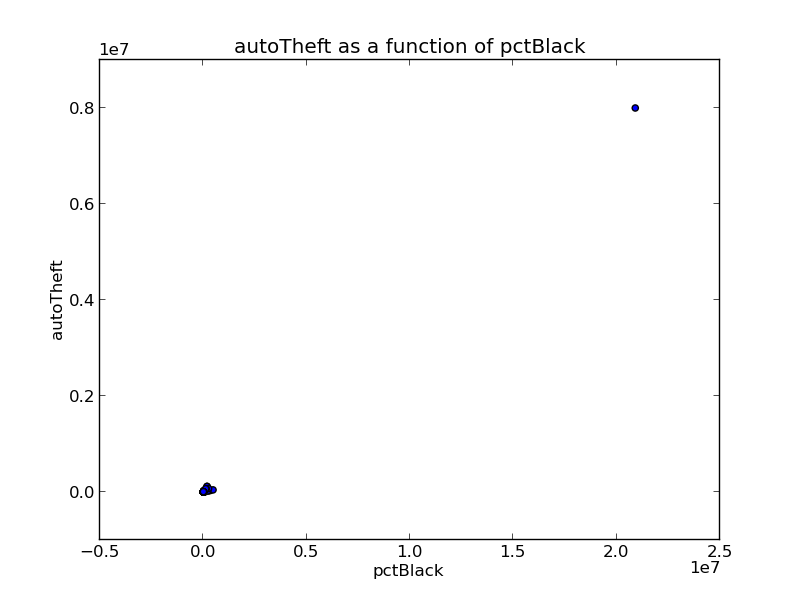 autoTheft as a function of pctBlack
1e7
0.8
0.6
0.4
0.2
0.0
autoTheft
−0.5 0.0 0.5 1.0 1.5 2.0 2.5
1e7
pctBlack